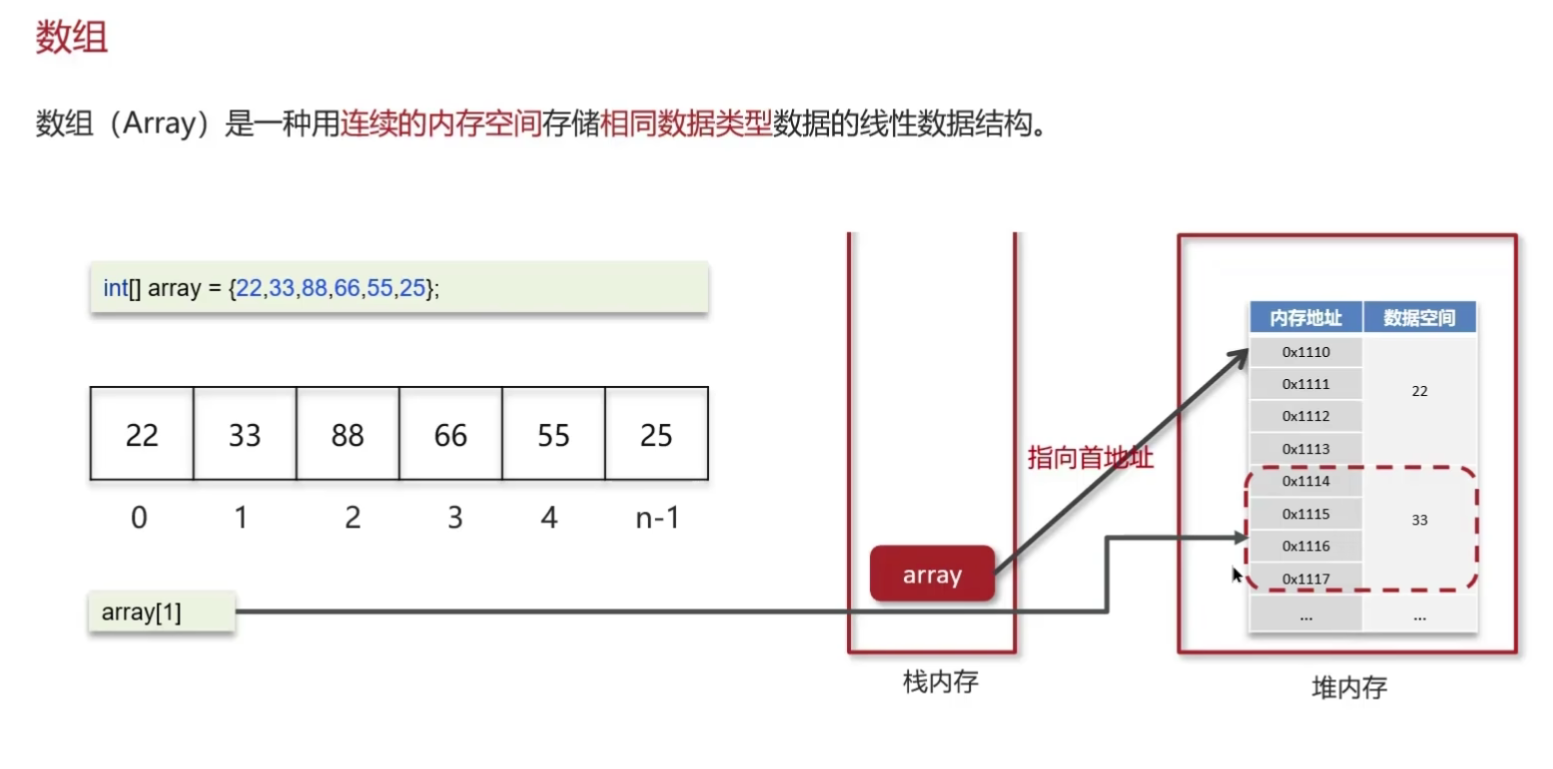 数组
数组（Array）是一种用连续的内存空间存储相同数据类型数据的线性数据结构。
int[] array = {22,33,88,66,55,25};
22 33 88 66 55 25
0 1 2 3 4 n-1
array[1]
array
栈内存
指向首地址
内存地址 数据空间
0x1110
0x1111
22
0x1112
0x1113
0x1114
0x1115
33
0x1116
0x1117
... ...
堆内存